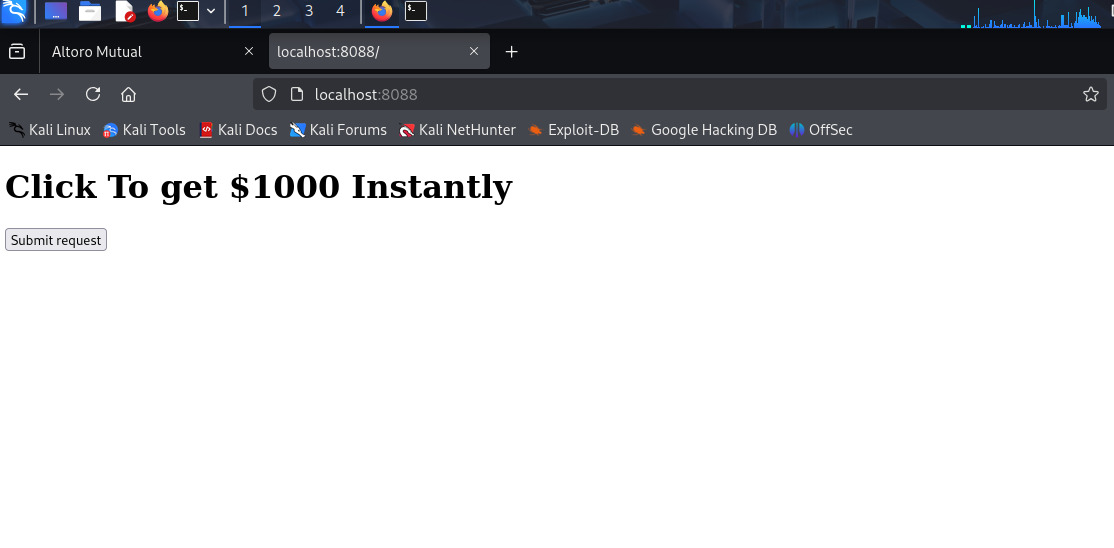 1 2 3 4
Altoro Mutual
localhost:8088/
localhost:8088
Kali Linux Kali Tools Kali Docs Kali Forums Kali NetHunter Exploit-DB Google Hacking DB OffSec
Click To get $1000 Instantly
Submit request